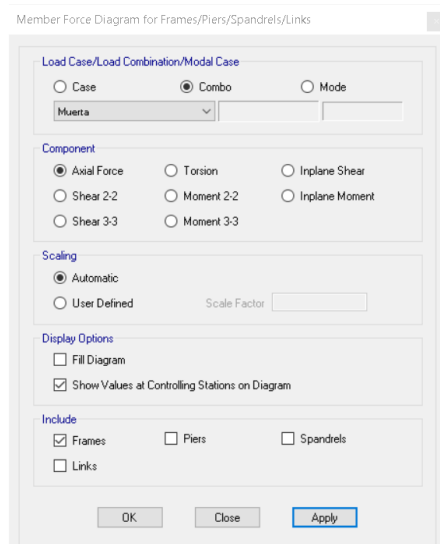 Member Force Diagram for Frames/Piers/Spandrels/Links
Load Case/Load Combination/Modal Case
Case Combo Mode
Muerta
Component
Axial Force Torsion Inplane Shear
Shear 2-2 Moment 2-2 Inplane Moment
Shear 3-3 Moment 3-3
Scaling
Automatic
User Defined Scale Factor
Display Options
Fill Diagram
Show Values at Controlling Stations on Diagram
Include
Frames Piers Spandrels
Links
OK Close Apply